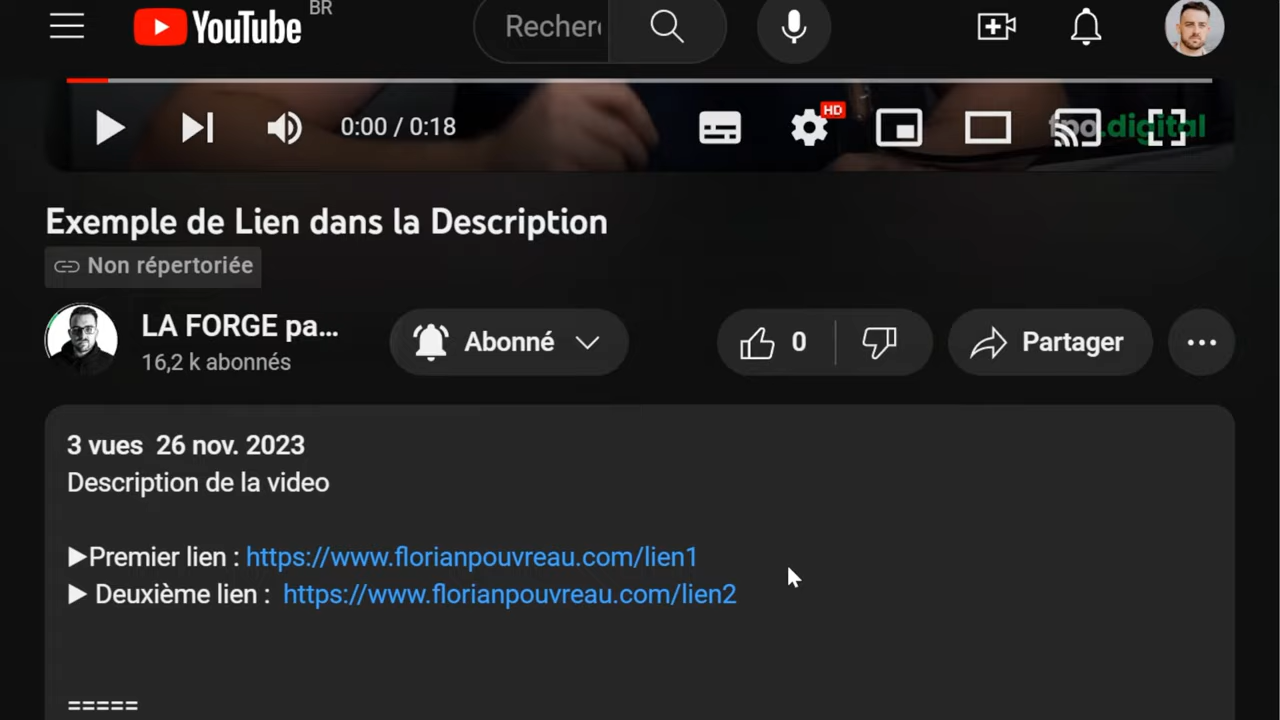 BR
YouTube
Recher
0:00 / 0:18
HD
.digital
Exemple de Lien dans la Description
Non répertoriée
LA FORGE pa...
16,2 k abonnés
Abonné
0
Partager
3 vues 26 nov. 2023
Description de la video
▶Premier lien : https://www.florianpouvreau.com/lien1
▶ Deuxième lien : https://www.florianpouvreau.com/lien2
=====